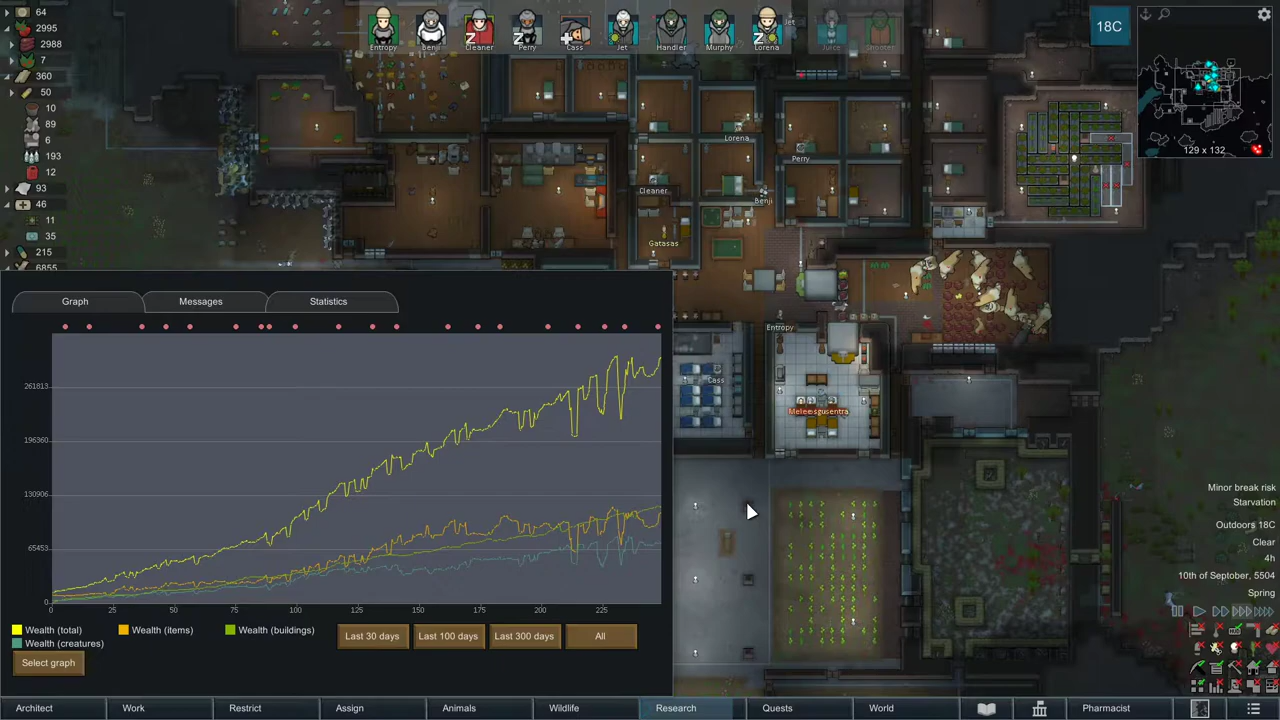 64
2995
2988
7
360
50
10
89
6
193
12
93
46
11
35
215
6855
Entropy
Benji
Cleaner
Perry
Cass
Jet
Handler
Murphy
Lorena
Jet
Juice
Shooter
18C
129 x 132
Lorena
Perry
Cleaner
Benji
Gatasas
Entropy
Cass
Graph
Messages
Statistics
261813
196360
130906
65453
0
0
25
50
75
100
125
150
175
200
225
Wealth (total)
Wealth (items)
Wealth (buildings)
Wealth (creatures)
Last 30 days
Last 100 days
Last 300 days
All
Select graph
Minor break risk
Starvation
Outdoors 18C
Clear
4h
10th of September, 5504
Spring
Architect
Work
Restrict
Assign
Animals
Wildlife
Research
Quests
World
Pharmacist